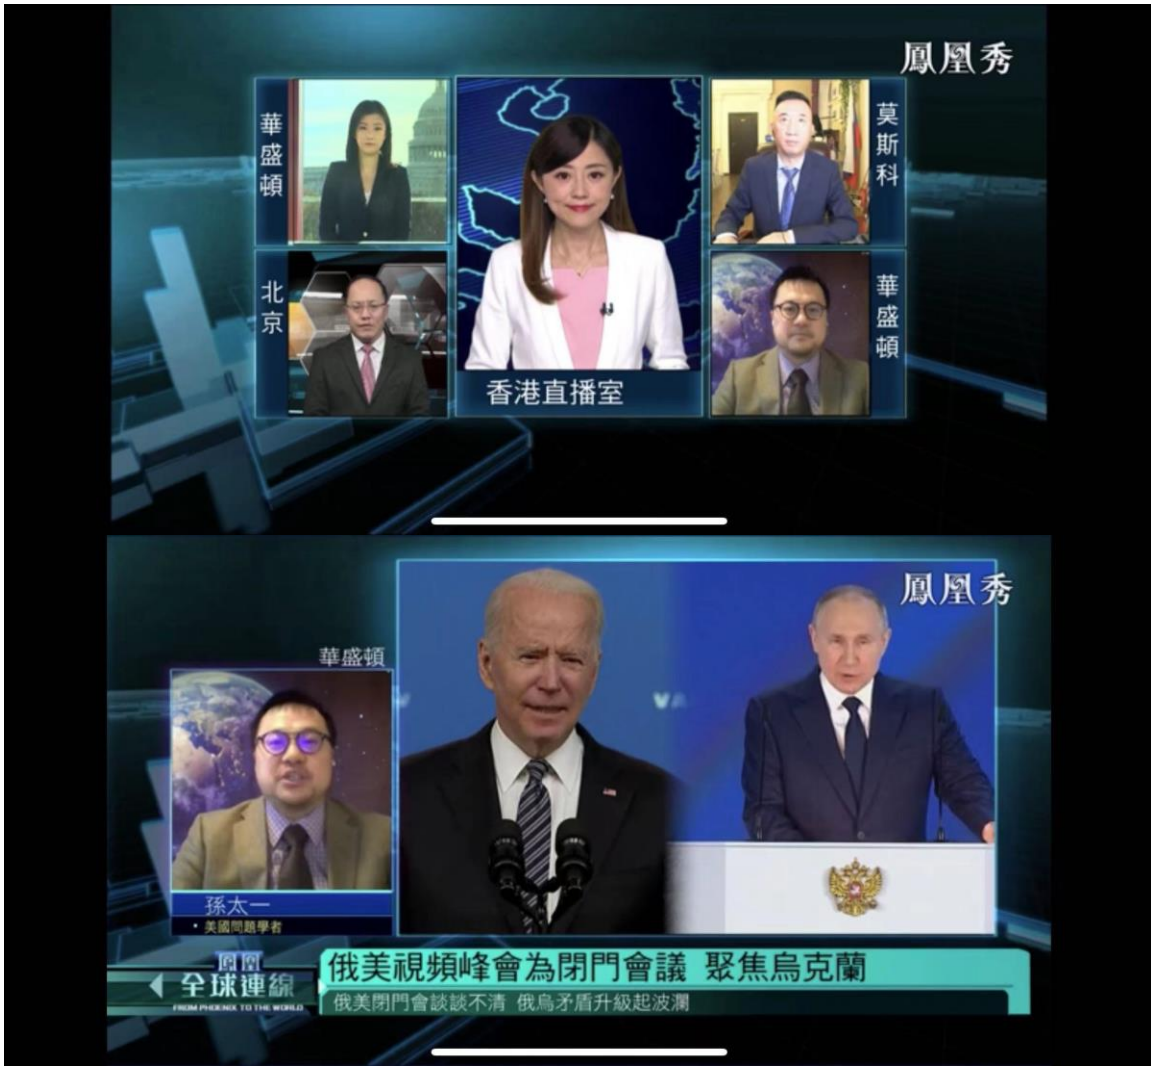 鳳凰秀
華盛頓
莫斯科
北京
華盛頓
香港直播室
鳳凰秀
華盛頓
VA
孫太一
・美國問題學者
鳳凰
全球連線
FROM PHOENIX TO THE WORLD
俄美視頻峰會為閉門會議 聚焦烏克蘭
俄美閉門會談談不清 俄烏矛盾升級起波瀾